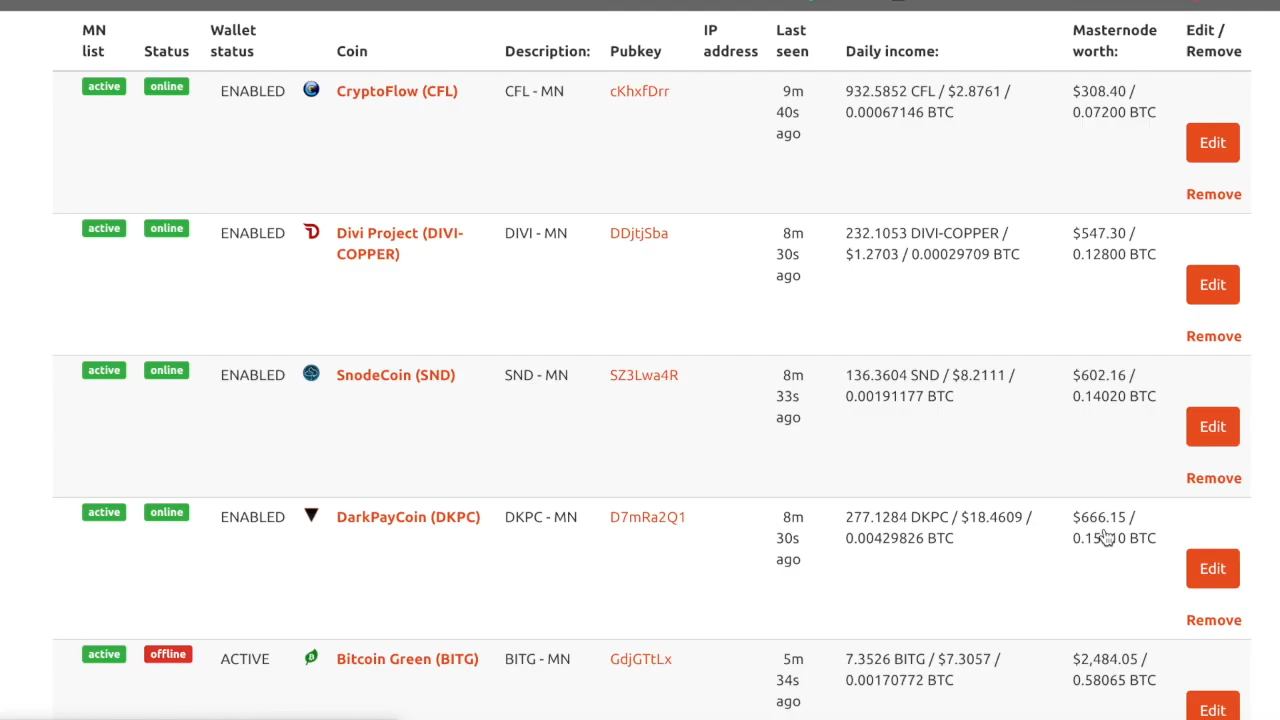 MN list
Status
Wallet status
Coin
Description:
Pubkey
IP address
Last seen
Daily income:
Masternode worth:
Edit / Remove
active
online
ENABLED
CryptoFlow (CFL)
CFL - MN
cKhxfDrr
9m 40s ago
932.5852 CFL / $2.8761 /
0.00067146 BTC
$308.40 /
0.07200 BTC
Edit
Remove
active
online
ENABLED
Divi Project (DIVI-
COPPER)
DIVI - MN
DDjtjSba
8m 30s ago
232.1053 DIVI-COPPER /
$1.2703 / 0.00029709 BTC
$547.30 /
0.12800 BTC
Edit
Remove
active
online
ENABLED
SnodeCoin (SND)
SND - MN
SZ3Lwa4R
8m 33s ago
136.3604 SND / $8.2111 /
0.00191177 BTC
$602.16 /
0.14020 BTC
Edit
Remove
active
online
ENABLED
DarkPayCoin (DKPC)
DKPC - MN
D7mRa2Q1
8m 30s ago
277.1284 DKPC / $18.4609 /
0.00429826 BTC
$666.15 /
BTC
Edit
Remove
active
offline
ACTIVE
Bitcoin Green (BITG)
BITG - MN
GdjGTtLx
5m 34s ago
7.3526 BITG / $7.3057 /
0.00170772 BTC
$2,484.05 /
0.58065 BTC
Edit